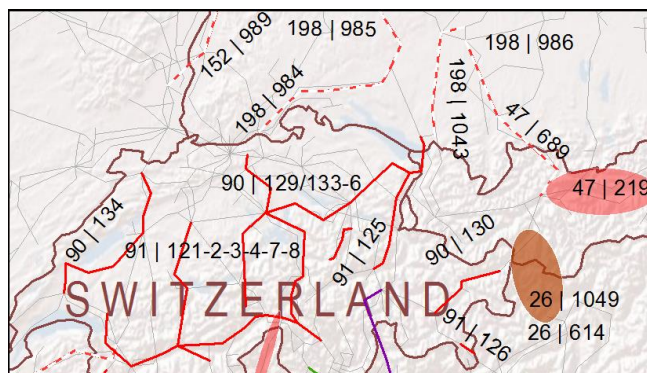 152 | 989
198 | 985
198 | 986
198 | 984
198 | 1043
47 | 689
90 | 129/133-6
47 | 219
90 | 134
91 | 121-2-3-4-7-8
91 | 125
90 | 130
SWITZERLAND
26 | 1049
91 | 126
26 | 614